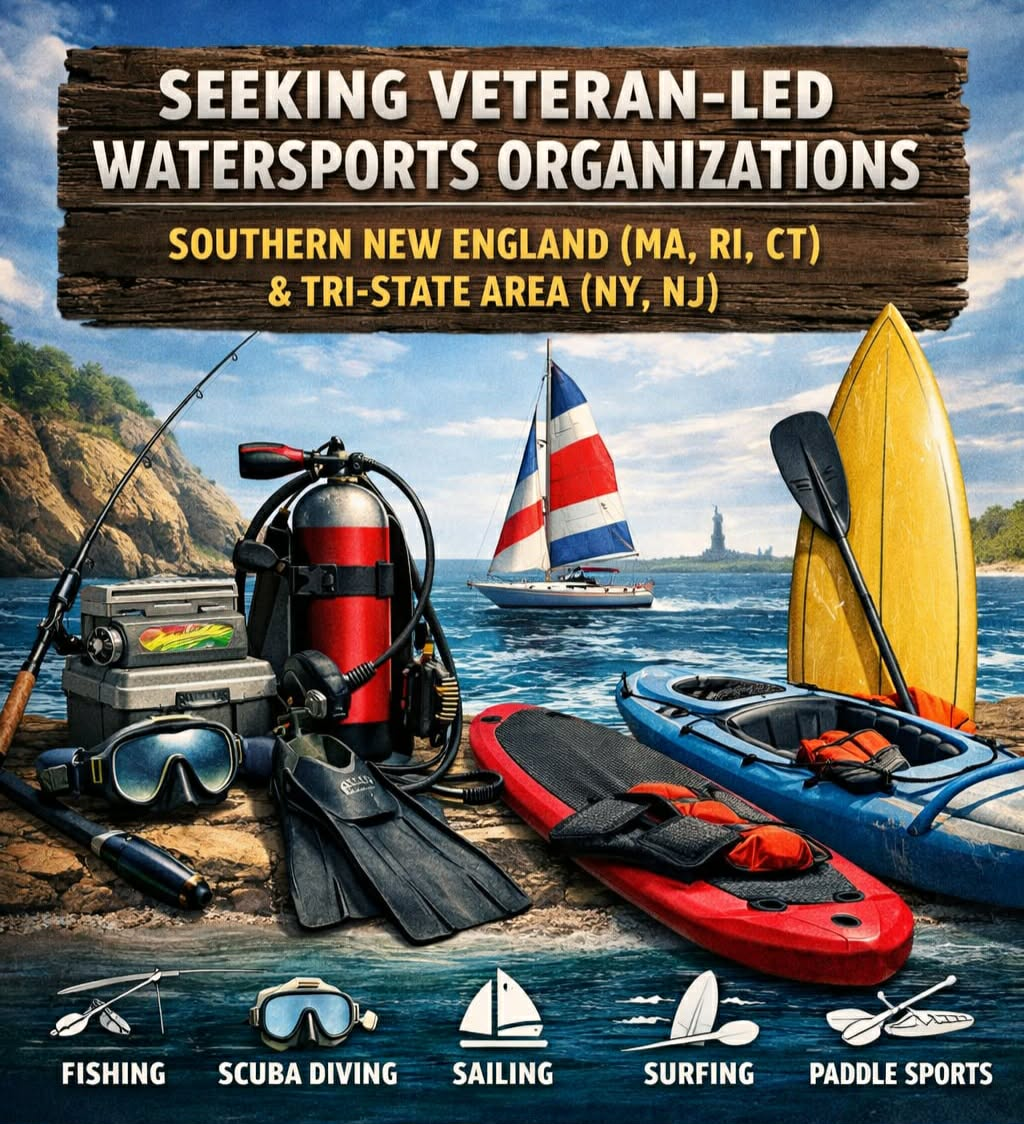 SEEKING VETERAN-LED
WATERSPORTS ORGANIZATIONS
SOUTHERN NEW ENGLAND (MA, RI, CT)
& TRI-STATE AREA (NY, NJ)
FISHING
SCUBA DIVING
SAILING
SURFING
PADDLE SPORTS